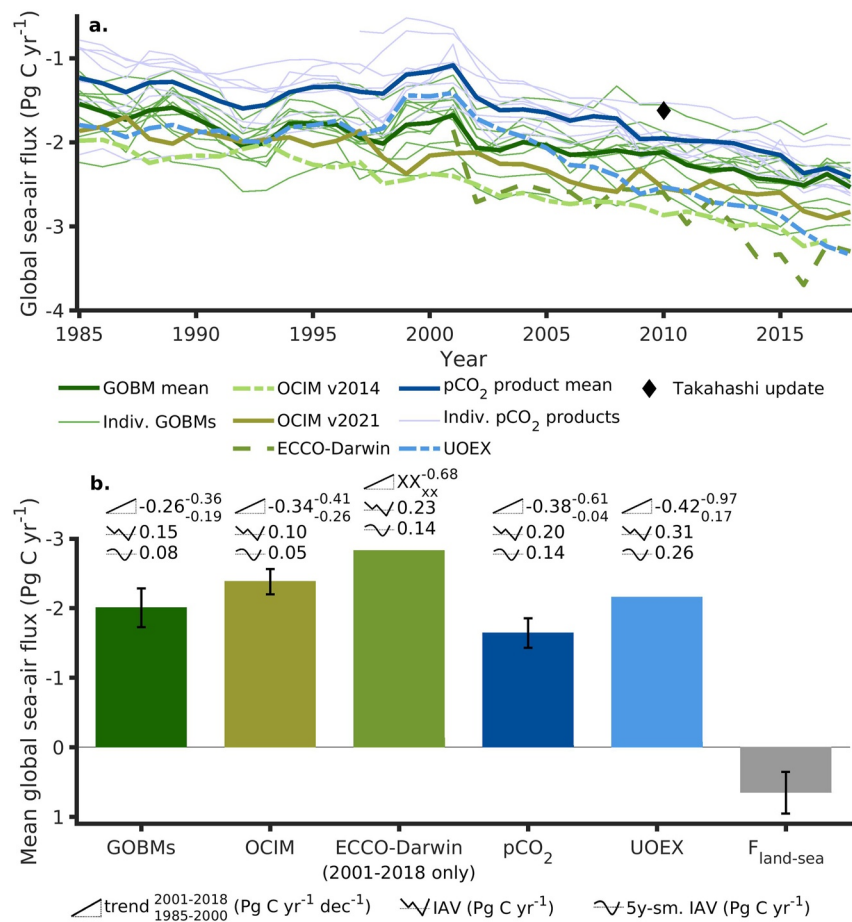 a.
Global sea-air flux (Pg C yr⁻¹)
-1
-2
-3
-4
1985 1990 1995 2000 2005 2010 2015
Year
GOBM mean OCIM v2014 pCO₂ product mean Takahashi update
Indiv. GOBMs OCIM v2021 Indiv. pCO₂ products
ECCO-Darwin UOEX
b.
Mean global sea-air flux (Pg C yr⁻¹)
-3
-2
-1
0
1
-0.26 -0.36 -0.19
0.15
0.08
-0.34 -0.41 -0.26
0.10
0.05
XX -0.68 xx
0.23
0.14
-0.38 -0.61 -0.04
0.20
0.14
-0.42 -0.97 0.17
0.31
0.26
GOBMs OCIM ECCO-Darwin pCO₂ UOEX F land-sea
(2001-2018 only)
trend 2001-2018 1985-2000 (Pg C yr⁻¹ dec⁻¹) IAV (Pg C yr⁻¹) 5y-sm. IAV (Pg C yr⁻¹)